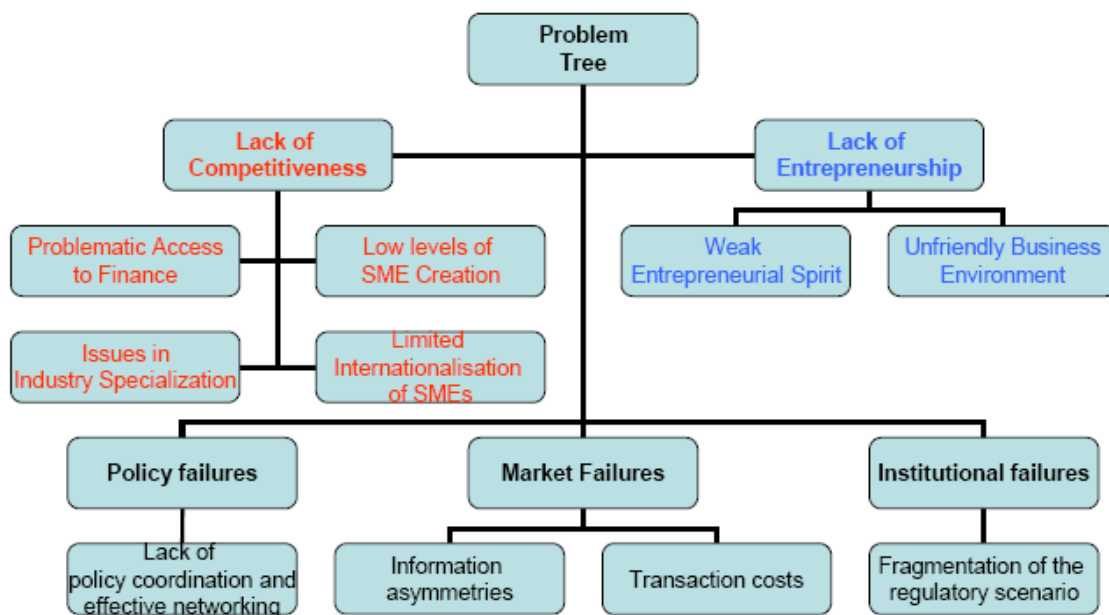 Problem
Tree
Lack of
Competitiveness
Lack of
Entrepreneurship
Problematic Access
to Finance
Low levels of
SME Creation
Weak
Entrepreneurial Spirit
Unfriendly Business
Environment
Issues in
Industry Specialization
Limited
Internationalisation
of SMEs
Policy failures
Market Failures
Institutional failures
Lack of
policy coordination and
effective networking
Information
asymmetries
Transaction costs
Fragmentation of the
regulatory scenario